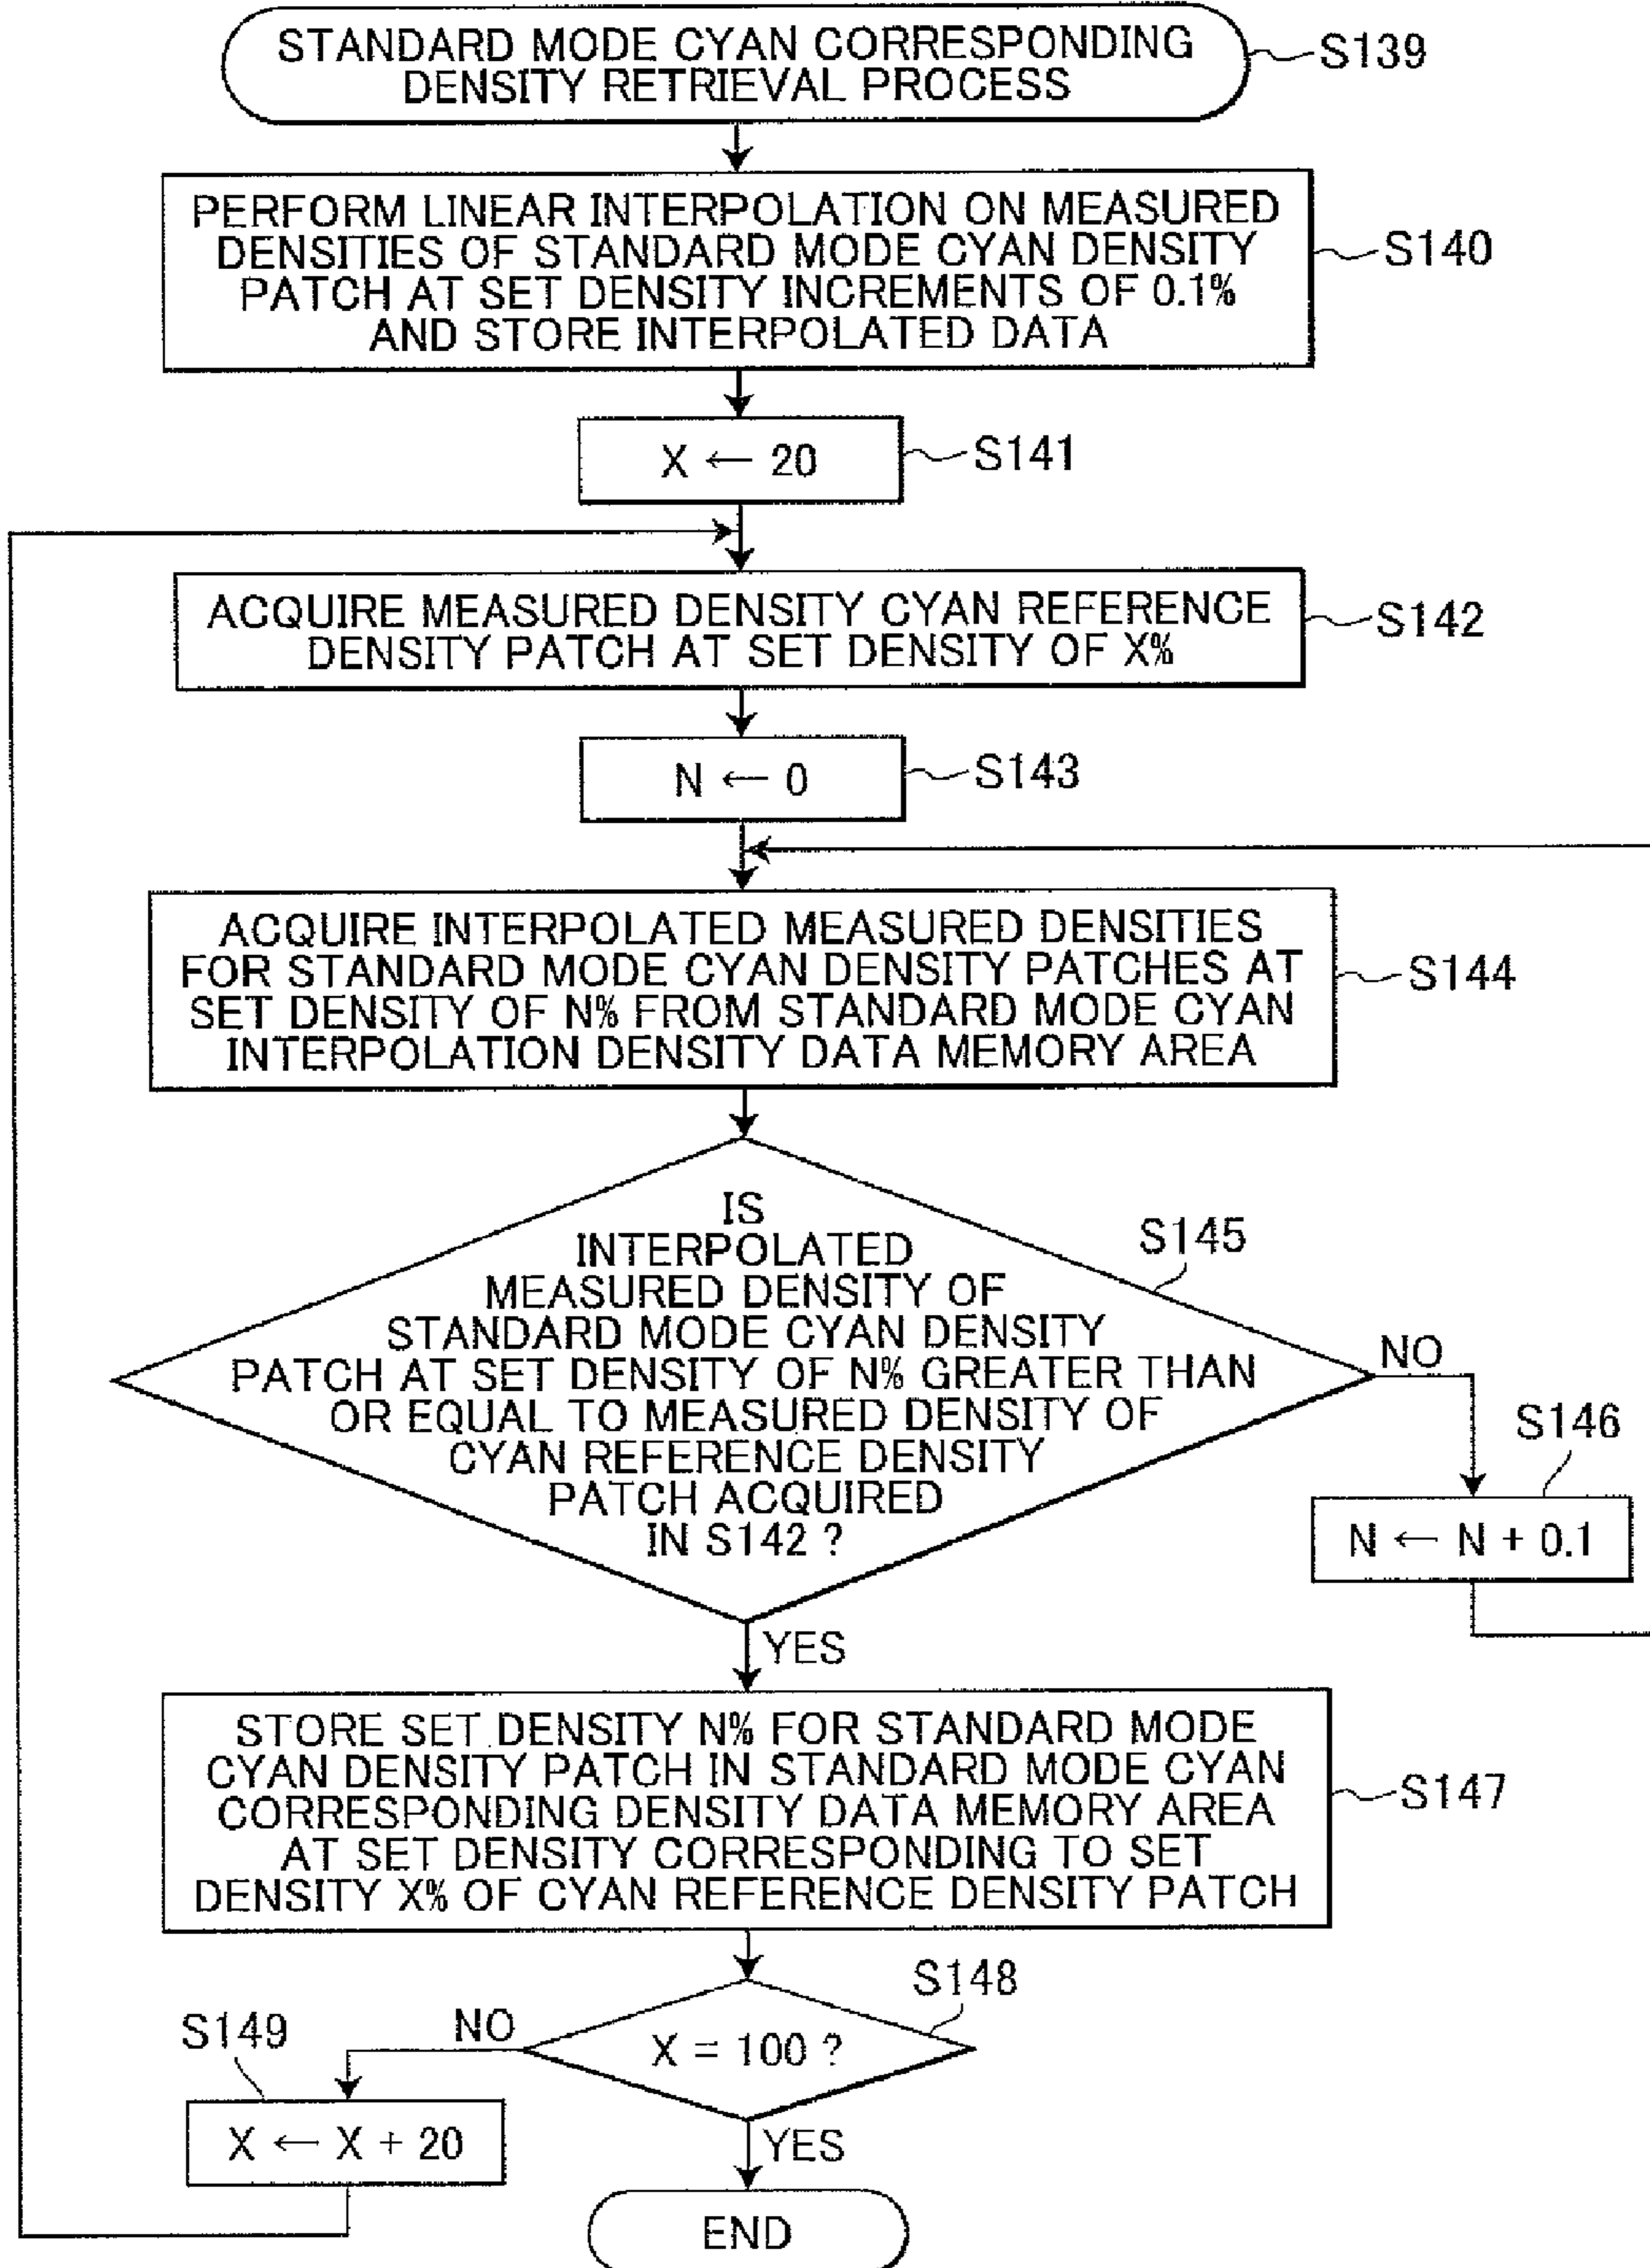 STANDARD MODE CYAN CORRESPONDING
DENSITY RETRIEVAL PROCESS
S139
PERFORM LINEAR INTERPOLATION ON MEASURED
DENSITIES OF STANDARD MODE CYAN DENSITY
PATCH AT SET DENSITY INCREMENTS OF 0.1%
AND STORE INTERPOLATED DATA
S140
X ← 20
S141
ACQUIRE MEASURED DENSITY CYAN REFERENCE
DENSITY PATCH AT SET DENSITY OF X%
S142
N ← 0
S143
ACQUIRE INTERPOLATED MEASURED DENSITIES
FOR STANDARD MODE CYAN DENSITY PATCHES AT
SET DENSITY OF N% FROM STANDARD MODE CYAN
INTERPOLATION DENSITY DATA MEMORY AREA
S144
IS
INTERPOLATED
MEASURED DENSITY OF
STANDARD MODE CYAN DENSITY
PATCH AT SET DENSITY OF N% GREATER THAN
OR EQUAL TO MEASURED DENSITY OF
CYAN REFERENCE DENSITY
PATCH ACQUIRED
IN S142 ?
S145
NO
S146
N ← N + 0.1
YES
STORE SET DENSITY N% FOR STANDARD MODE
CYAN DENSITY PATCH IN STANDARD MODE CYAN
CORRESPONDING DENSITY DATA MEMORY AREA
AT SET DENSITY CORRESPONDING TO SET
DENSITY X% OF CYAN REFERENCE DENSITY PATCH
S147
X = 100 ?
S148
NO
S149
X ← X + 20
YES
END